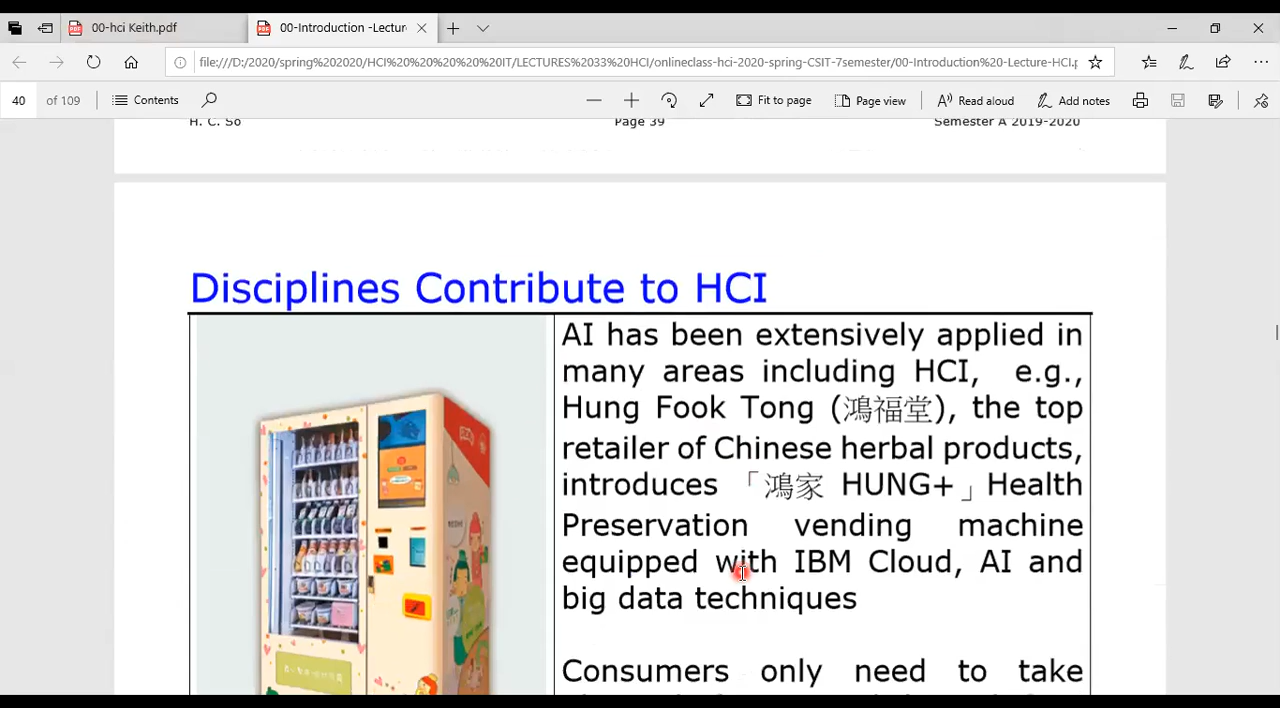 00-hci Keith.pdf
00-Introduction -Lectur
file:///D:/2020/spring%202020/HCI%20%20%20%20%20IT/LECTURES%2033%20HCI/onlineclass-hci-2020-spring-CSIT-7semester/00-Introduction%20-Lecture-HCI.p
40 of 109 Contents Fit to page Page view Read aloud Add notes
H. C. So Page 39 Semester A 2019-2020
Disciplines Contribute to HCI
AI has been extensively applied in
many areas including HCI, e.g.,
Hung Fook Tong (鴻福堂), the top
retailer of Chinese herbal products,
introduces 「鴻家 HUNG+」Health
Preservation vending machine
equipped with IBM Cloud, AI and
big data techniques
Consumers only need to take